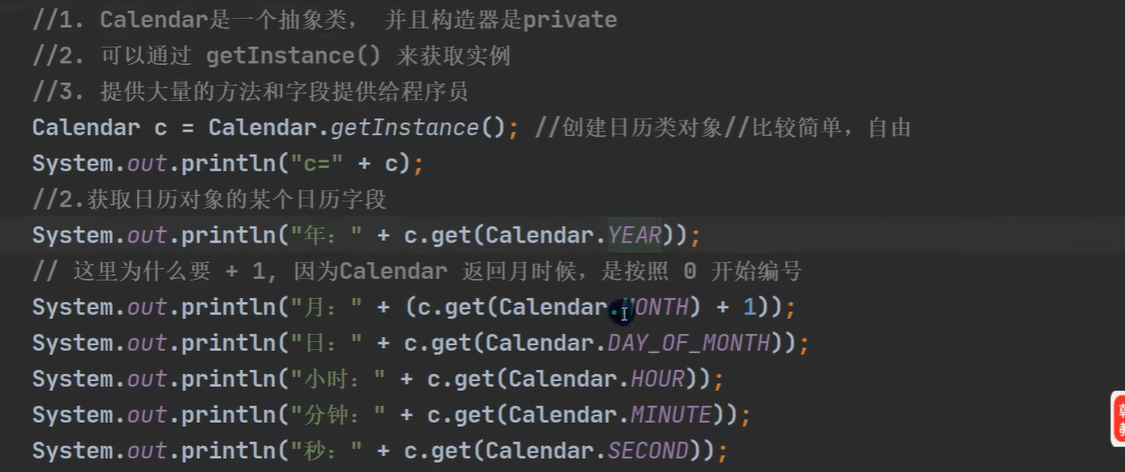 //1. Calendar是一个抽象类， 并且构造器是private
//2. 可以通过 getInstance() 来获取实例
//3. 提供大量的方法和字段提供给程序员
Calendar c = Calendar.getInstance(); //创建日历类对象//比较简单，自由
System.out.println("c=" + c);
//2.获取日历对象的某个日历字段
System.out.println("年：" + c.get(Calendar.YEAR));
// 这里为什么要 + 1, 因为Calendar 返回月时候，是按照 0 开始编号
System.out.println("月：" + (c.get(Calendar.MONTH) + 1));
System.out.println("日：" + c.get(Calendar.DAY_OF_MONTH));
System.out.println("小时：" + c.get(Calendar.HOUR));
System.out.println("分钟：" + c.get(Calendar.MINUTE));
System.out.println("秒：" + c.get(Calendar.SECOND));